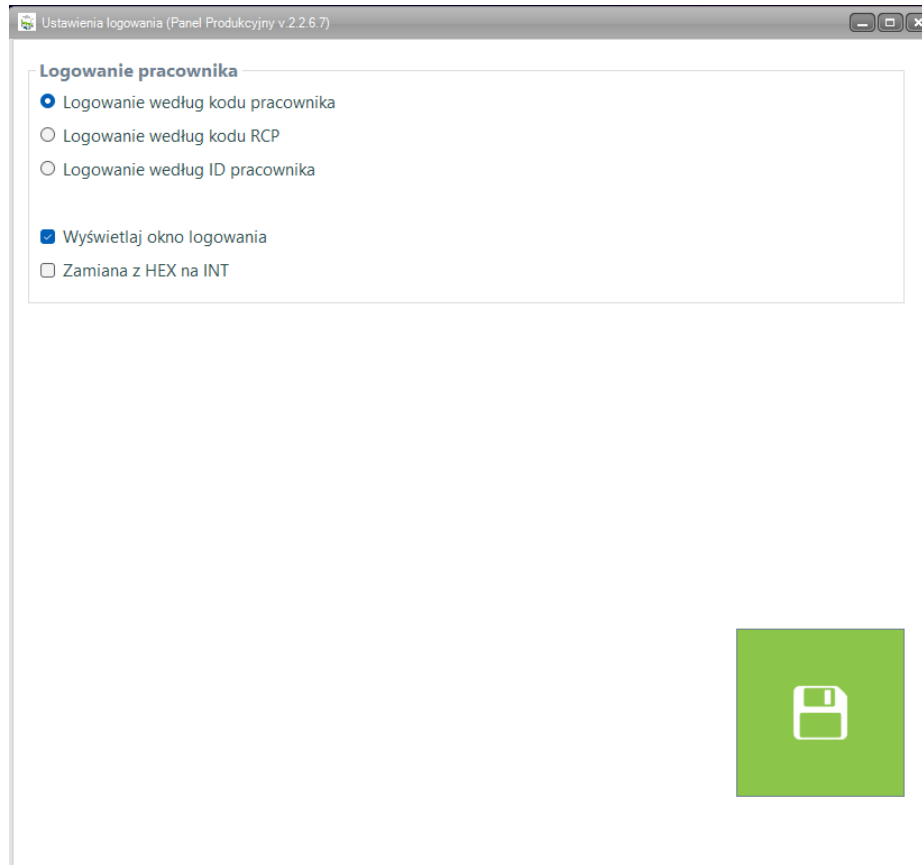 Ustawienia logowania (Panel Produkcyjny v.2.2.6.7)
Logowanie pracownika
Logowanie według kodu pracownika
Logowanie według kodu RCP
Logowanie według ID pracownika
Wyświetlaj okno logowania
Zamiana z HEX na INT